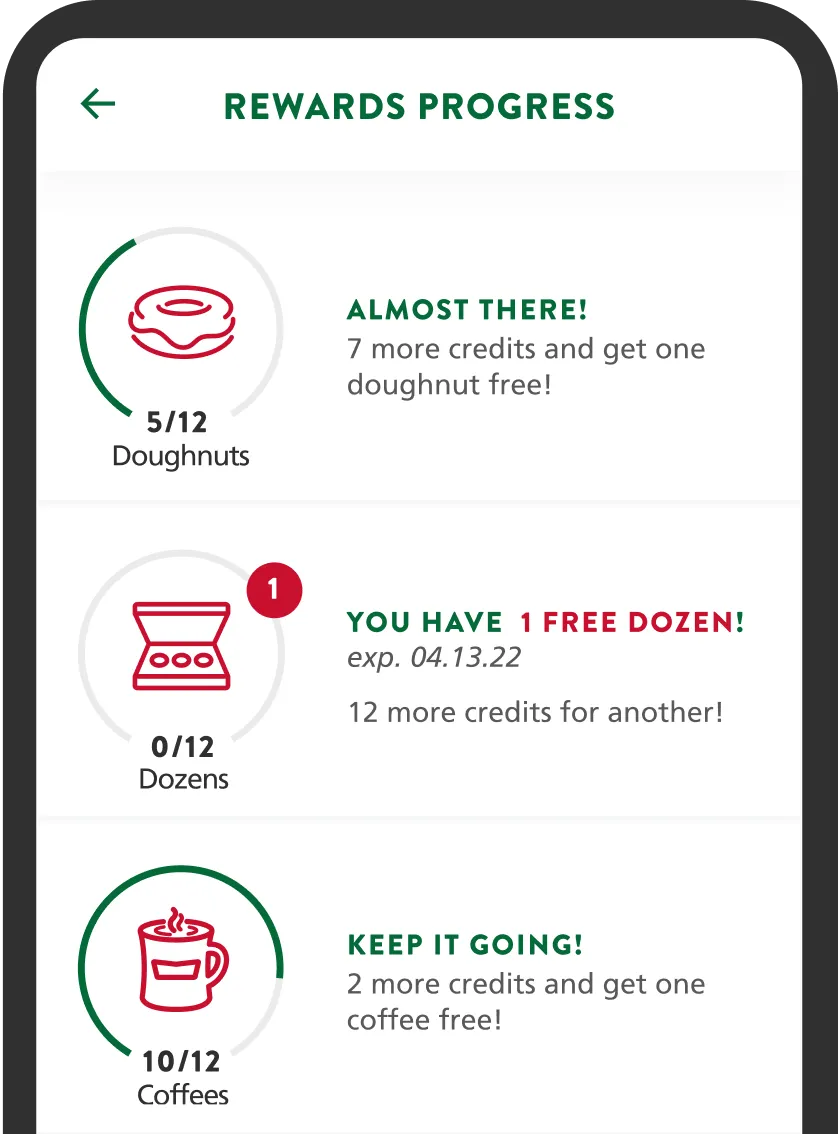 REWARDS PROGRESS
5/12
Doughnuts
ALMOST THERE!
7 more credits and get one
doughnut free!
1
0/12
Dozens
YOU HAVE 1 FREE DOZEN!
exp. 04.13.22
12 more credits for another!
10/12
Coffees
KEEP IT GOING!
2 more credits and get one
coffee free!